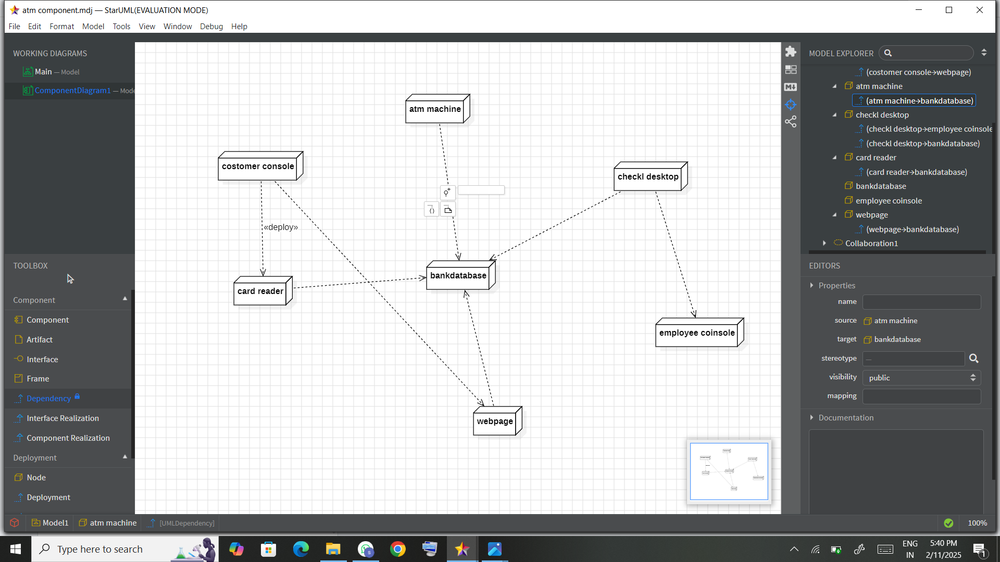 atm component.mdj — StarUML(EVALUATION MODE)
File Edit Format Model Tools View Window Debug Help
WORKING DIAGRAMS
Main — Model
ComponentDiagram1 — Mode
TOOLBOX
Component
Component
Artifact
Interface
Frame
Dependency
Interface Realization
Component Realization
Deployment
Node
Deployment
atm machine
costomer console
checkl desktop
«deploy»
{}
bankdatabase
card reader
employee coinsole
webpage
M
MODEL EXPLORER
(costomer console→webpage)
atm machine
(atm machine→bankdatabase)
checkl desktop
(checkl desktop→employee coinsole
(checkl desktop→bankdatabase)
card reader
(card reader→bankdatabase)
bankdatabase
employee coinsole
webpage
(webpage→bankdatabase)
Collaboration1
EDITORS
Properties
name
source atm machine
target bankdatabase
stereotype —
visibility public
mapping
Documentation
Model1 atm machine [UMLDependency] 100%
Type here to search
ENG
IN
5:40 PM
2/11/2025
1